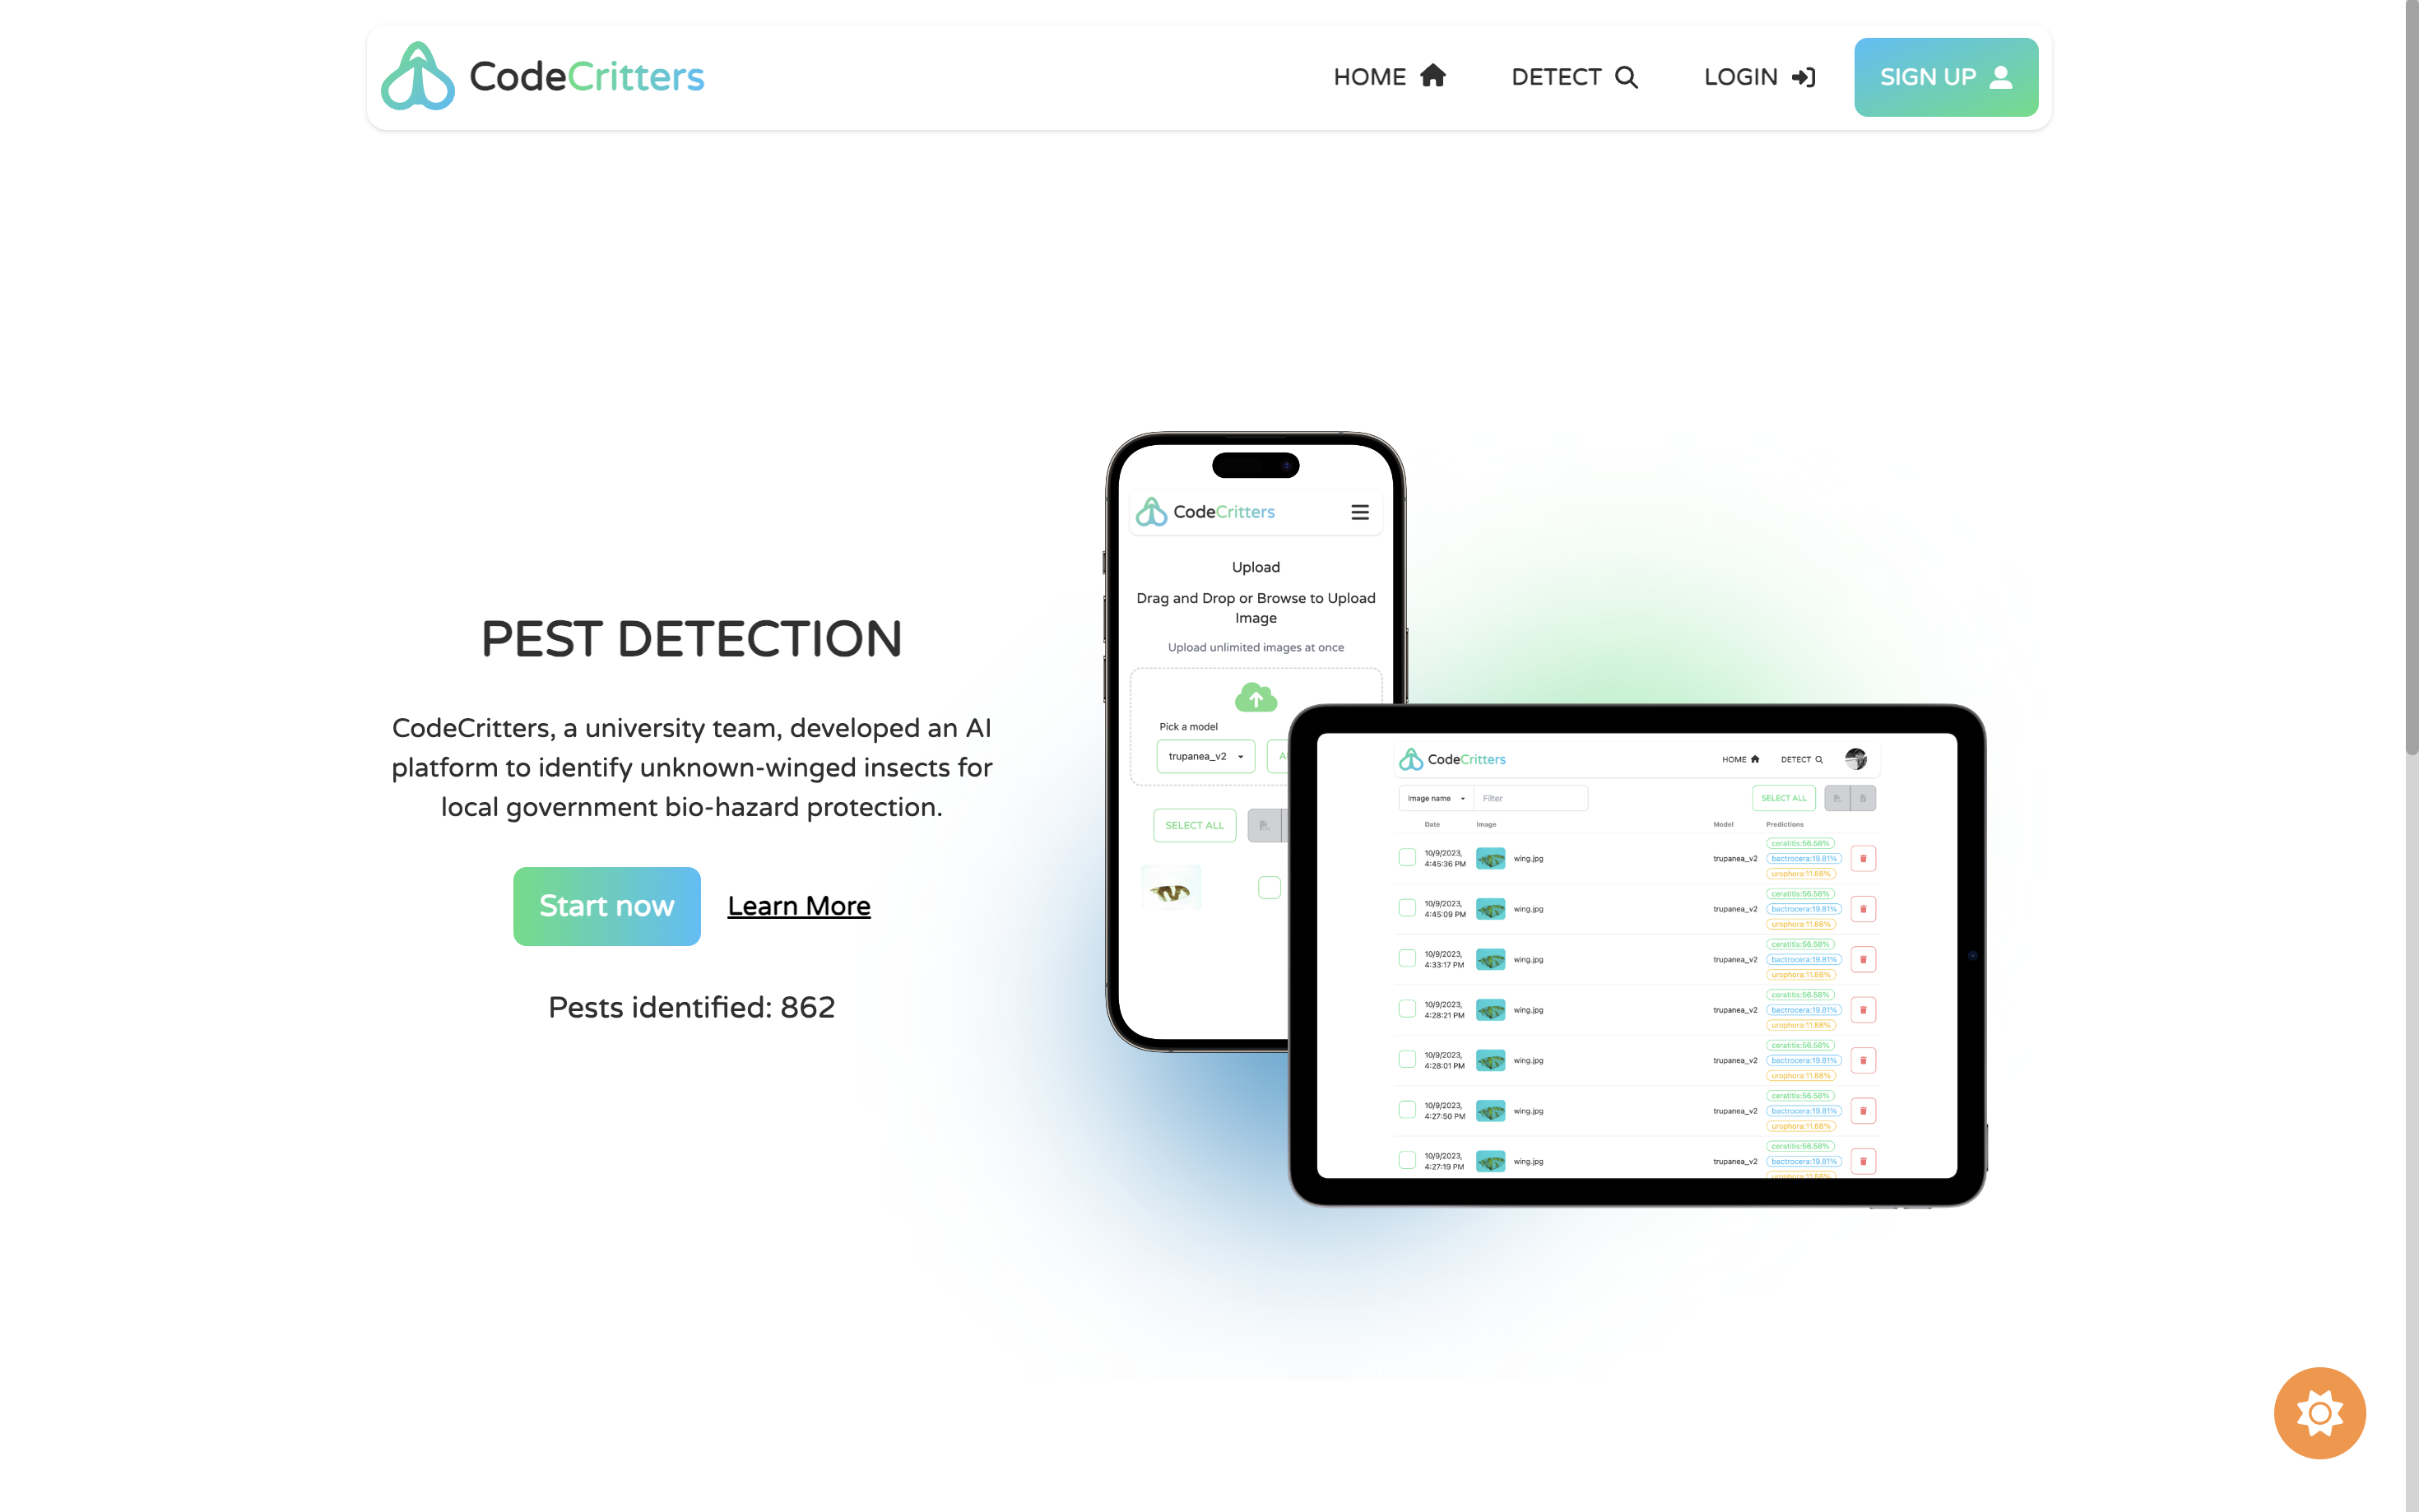 CodeCritters
HOME
DETECT
LOGIN
SIGN UP
PEST DETECTION
CodeCritters, a university team, developed an AI
platform to identify unknown-winged insects for
local government bio-hazard protection.
Start now
Learn More
Pests identified: 862
CodeCritters
Upload
Drag and Drop or Browse to Upload
Image
Upload unlimited images at once
Pick a model
trupanea_v2
A
SELECT ALL
CodeCritters
HOME
DETECT
Image name
Filter
SELECT ALL
Date Image Model Predictions
10/9/2023,
4:45:36 PM
wing.jpg
trupanea_v2
ceratitis:56.58%
bactrocera:19.81%
urophora:11.88%
10/9/2023,
4:45:09 PM
wing.jpg
trupanea_v2
ceratitis:56.58%
bactrocera:19.81%
urophora:11.88%
10/9/2023,
4:33:17 PM
wing.jpg
trupanea_v2
ceratitis:56.58%
bactrocera:19.81%
urophora:11.88%
10/9/2023,
4:28:21 PM
wing.jpg
trupanea_v2
ceratitis:56.58%
bactrocera:19.81%
urophora:11.88%
10/9/2023,
4:28:01 PM
wing.jpg
trupanea_v2
ceratitis:56.58%
bactrocera:19.81%
urophora:11.88%
10/9/2023,
4:27:50 PM
wing.jpg
trupanea_v2
ceratitis:56.58%
bactrocera:19.81%
urophora:11.88%
10/9/2023,
4:27:19 PM
wing.jpg
trupanea_v2
ceratitis:56.58%
bactrocera:19.81%
urophora:11.88%